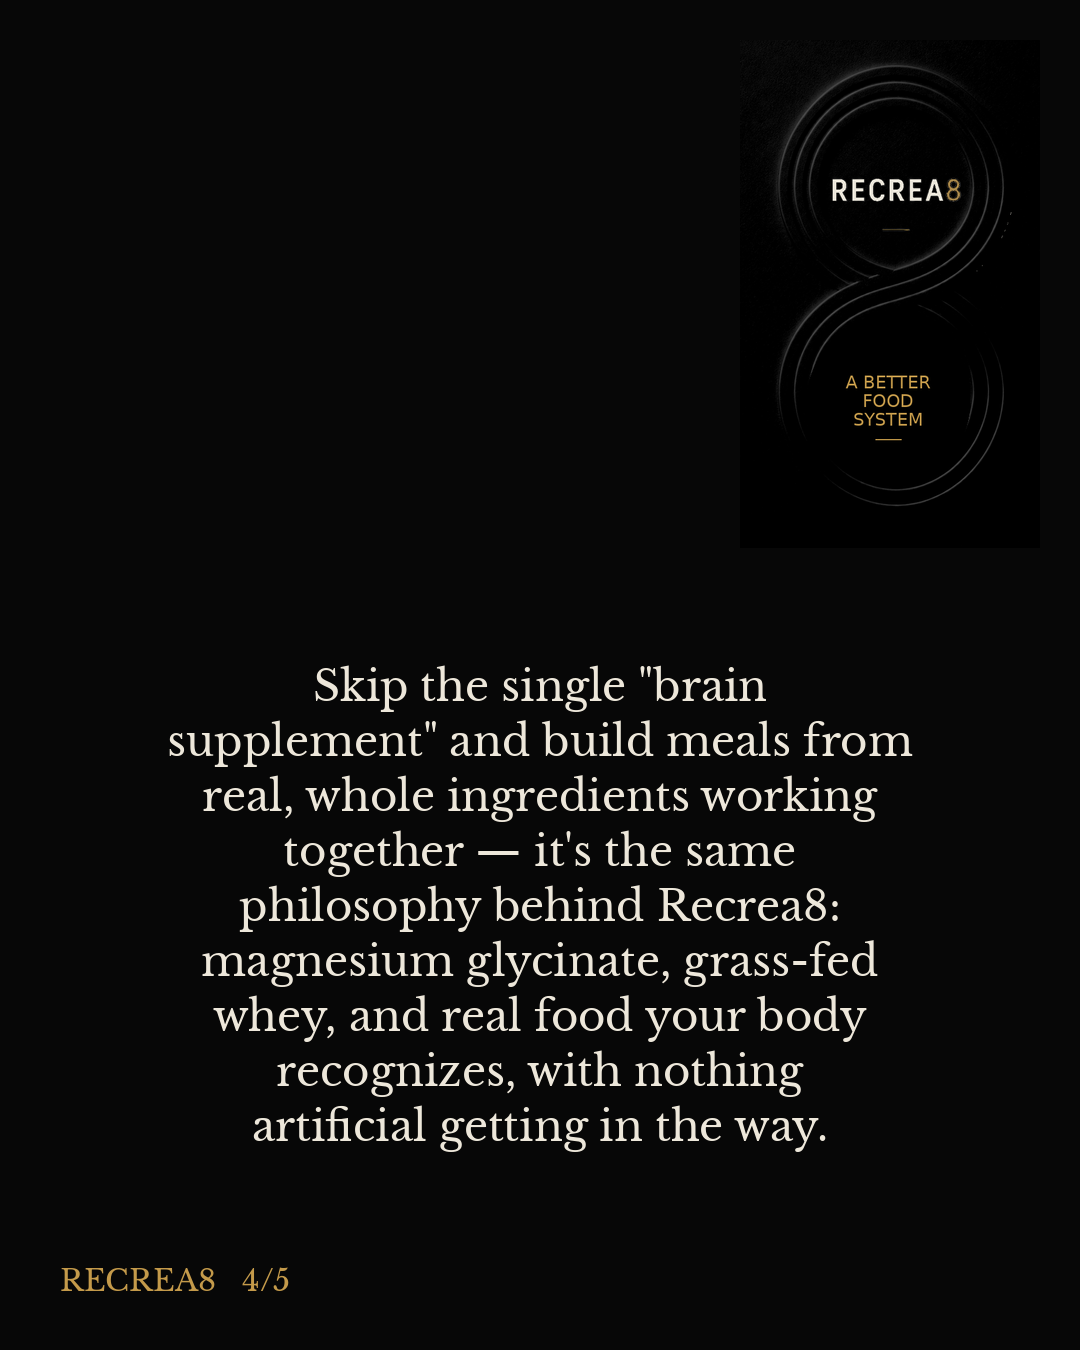 RECREA8
A BETTER
FOOD
SYSTEM
Skip the single "brain
supplement" and build meals from
real, whole ingredients working
together — it's the same
philosophy behind Recrea8:
magnesium glycinate, grass-fed
whey, and real food your body
recognizes, with nothing
artificial getting in the way.
RECREA8 4/5